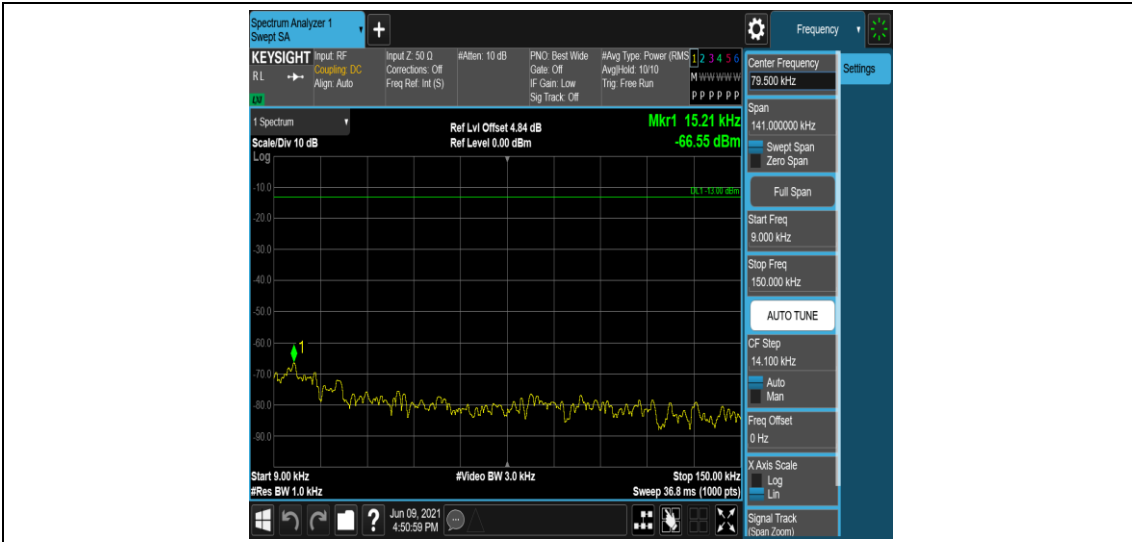 Spectrum Analyzer 1
Swept SA
+
Frequency
KEYSIGHT
RL
LXI
Input: RF
Coupling: DC
Align: Auto
Input Z: 50 Ω
Corrections: Off
Freq Ref: Int (S)
#Atten: 10 dB
PNO: Best Wide
Gate: Off
IF Gain: Low
Sig Track: Off
#Avg Type: Power (RMS
Avg|Hold: 10/10
Trig: Free Run
1 2 3 4 5 6
M W W W W W
P P P P P P
Center Frequency
79.500 kHz
Settings
Span
141.000000 kHz
Swept Span
Zero Span
Full Span
Start Freq
9.000 kHz
Stop Freq
150.000 kHz
AUTO TUNE
CF Step
14.100 kHz
Auto
Man
Freq Offset
0 Hz
X Axis Scale
Log
Lin
Signal Track
(Span Zoom)
1 Spectrum
Scale/Div 10 dB
Ref Lvl Offset 4.84 dB
Ref Level 0.00 dBm
Mkr1 15.21 kHz
-66.55 dBm
Log
DL1 -13.00 dBm
-10.0
-20.0
-30.0
-40.0
-50.0
-60.0
1
-70.0
-80.0
-90.0
Start 9.00 kHz
#Video BW 3.0 kHz
Stop 150.00 kHz
#Res BW 1.0 kHz
Sweep 36.8 ms (1000 pts)
?
Jun 09, 2021
4:50:59 PM